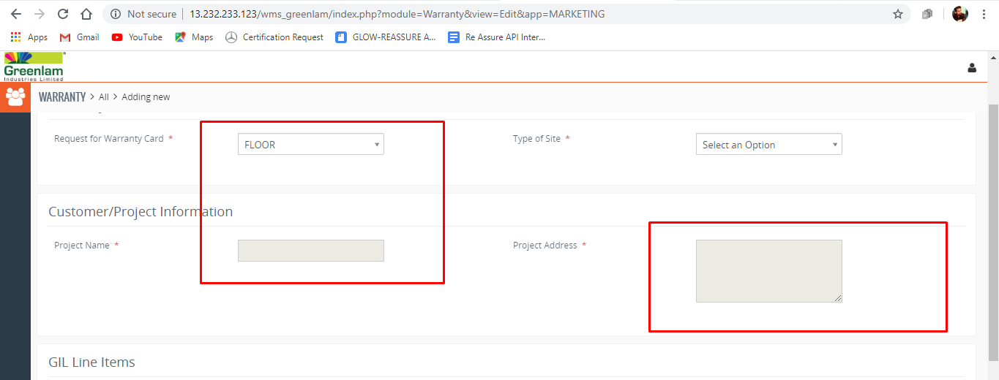 Not secure | 13.232.233.123/wms_greenlam/index.php?module=Warranty&view=Edit&app=MARKETING
Apps Gmail YouTube Maps Certification Request GLOW-REASSURE A... Re Assure API Inter...
Greenlam
Industries Limited
WARRANTY > All > Adding new
Request for Warranty Card * FLOOR Type of Site * Select an Option
Customer/Project Information
Project Name * Project Address *
GIL Line Items